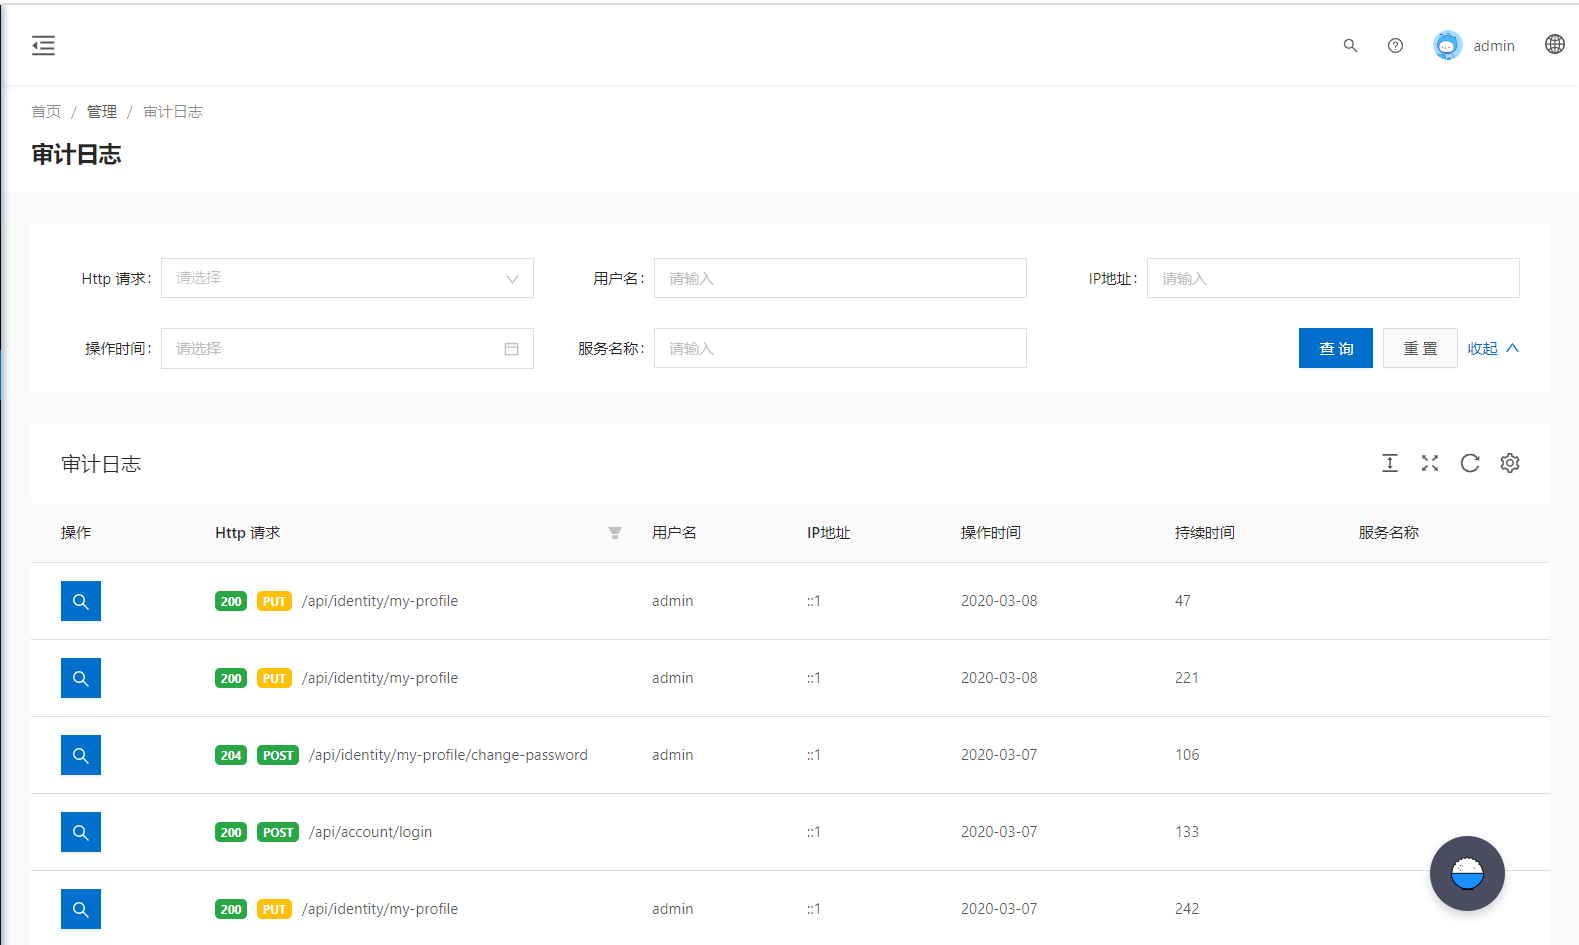 admin
首页 / 管理 / 审计日志
审计日志
Http 请求： 请选择 用户名： 请输入 IP地址： 请输入
操作时间： 请选择 服务名称： 请输入 查 询 重 置 收起
审计日志
操作 Http 请求 用户名 IP地址 操作时间 持续时间 服务名称
200 PUT /api/identity/my-profile admin ::1 2020-03-08 47
200 PUT /api/identity/my-profile admin ::1 2020-03-08 221
204 POST /api/identity/my-profile/change-password admin ::1 2020-03-07 106
200 POST /api/account/login ::1 2020-03-07 133
200 PUT /api/identity/my-profile admin ::1 2020-03-07 242